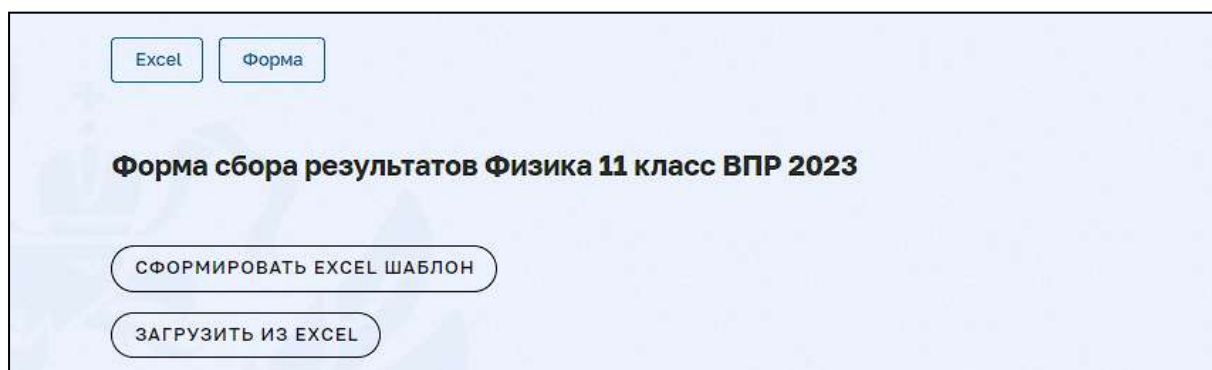 Excel Форма
Форма сбора результатов Физика 11 класс ВПР 2023
СФОРМИРОВАТЬ EXCEL ШАБЛОН
ЗАГРУЗИТЬ ИЗ EXCEL